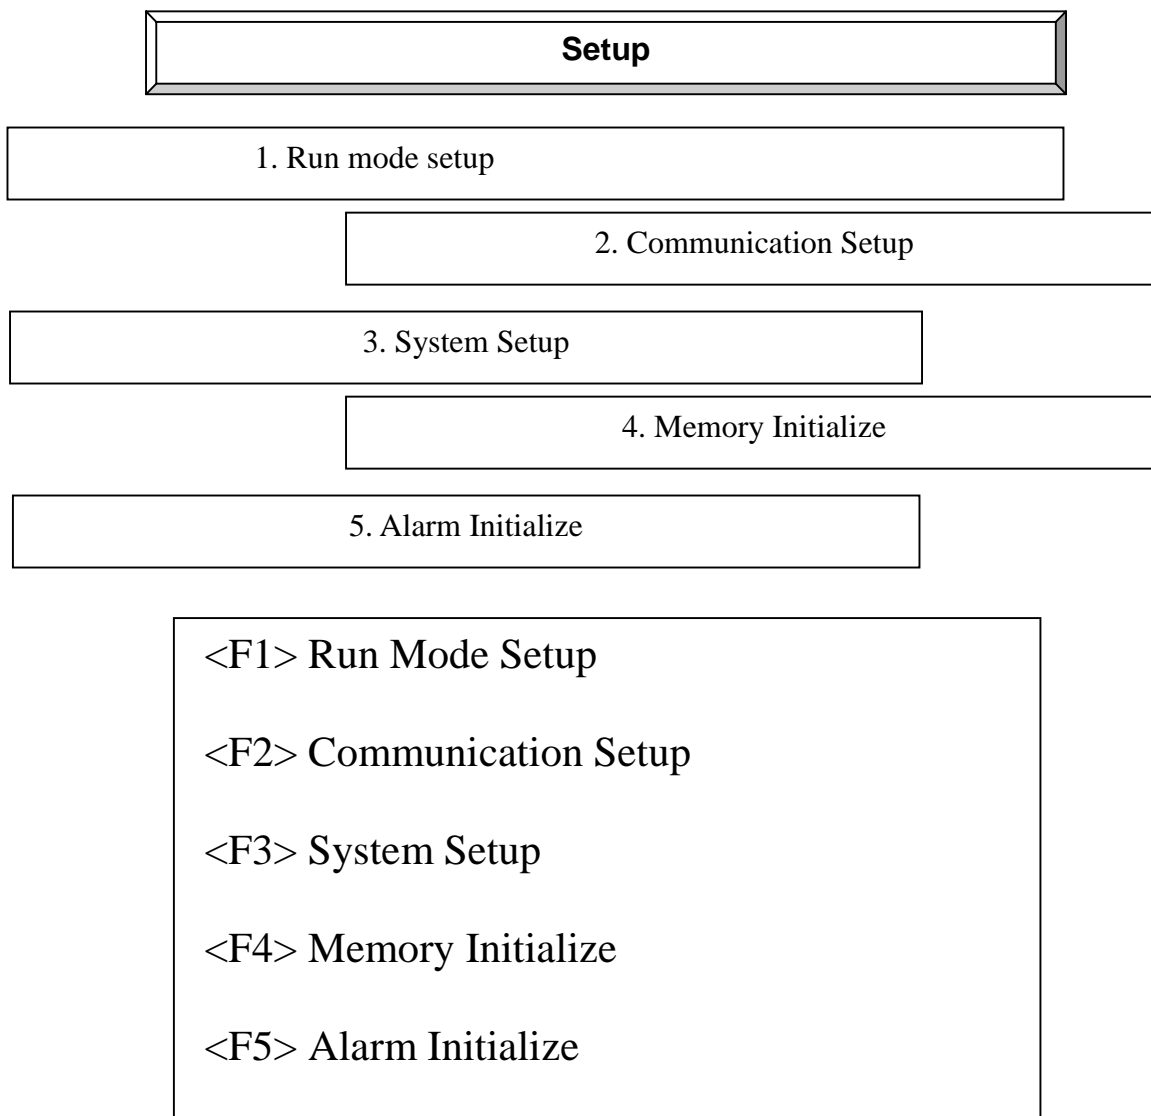 Setup
1. Run mode setup
2. Communication Setup
3. System Setup
4. Memory Initialize
5. Alarm Initialize
<F1> Run Mode Setup
<F2> Communication Setup
<F3> System Setup
<F4> Memory Initialize
<F5> Alarm Initialize